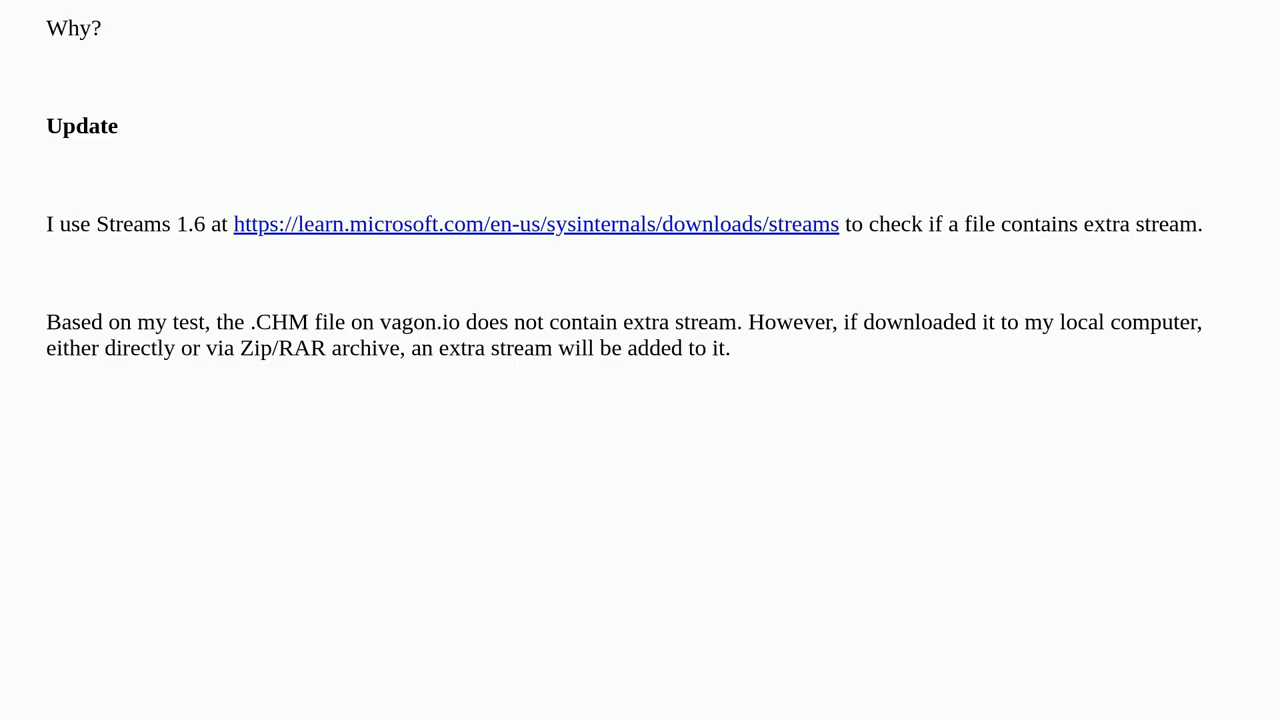 Why?
Update
I use Streams 1.6 at https://learn.microsoft.com/en-us/sysinternals/downloads/streams to check if a file contains extra stream.
Based on my test, the .CHM file on vagon.io does not contain extra stream. However, if downloaded it to my local computer,
either directly or via Zip/RAR archive, an extra stream will be added to it.